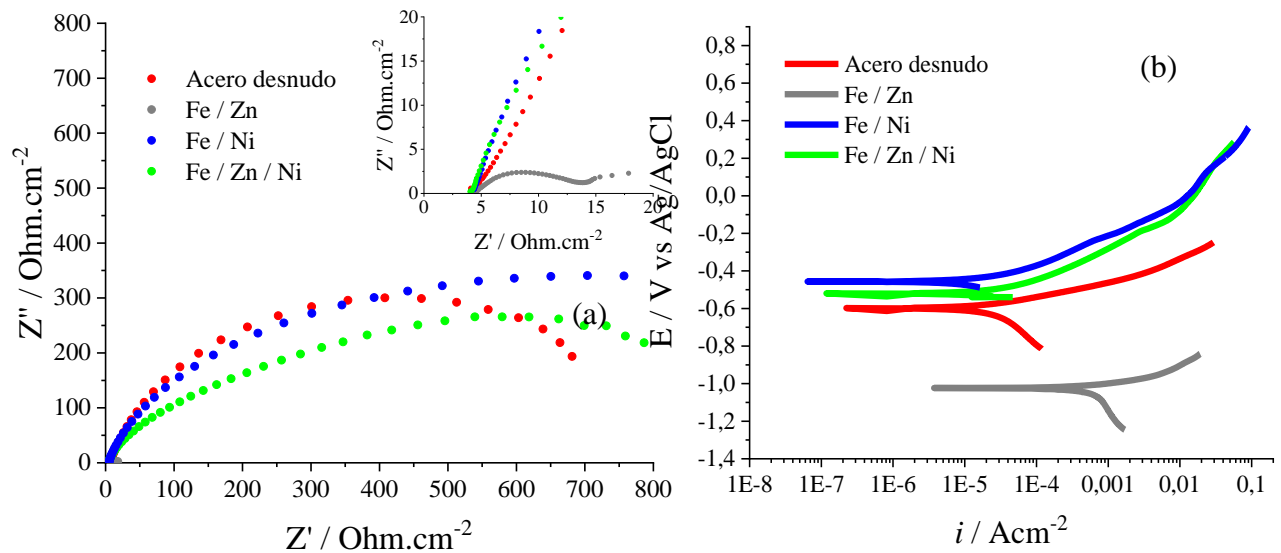 800
700
600
500
400
300
200
100
0
Z'' / Ohm.cm-2
0 100 200 300 400 500 600 700 800
Z' / Ohm.cm-2
Acero desnudo
Fe / Zn
Fe / Ni
Fe / Zn / Ni
(a)
20
15
10
5
0
Z'' / Ohm.cm-2
0 5 10 15 20
Z' / Ohm.cm-2
0,8
0,6
0,4
0,2
0,0
-0,2
-0,4
-0,6
-0,8
-1,0
-1,2
-1,4
E / V vs Ag/AgCl
1E-8 1E-7 1E-6 1E-5 1E-4 0,001 0,01 0,1
i / Acm-2
Acero desnudo
Fe / Zn
Fe / Ni
Fe / Zn / Ni
(b)